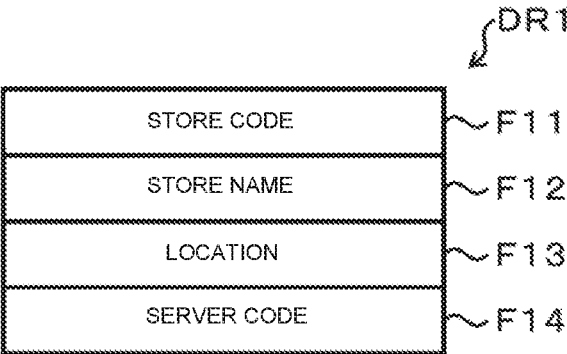 DR1
STORE CODE F11
STORE NAME F12
LOCATION F13
SERVER CODE F14